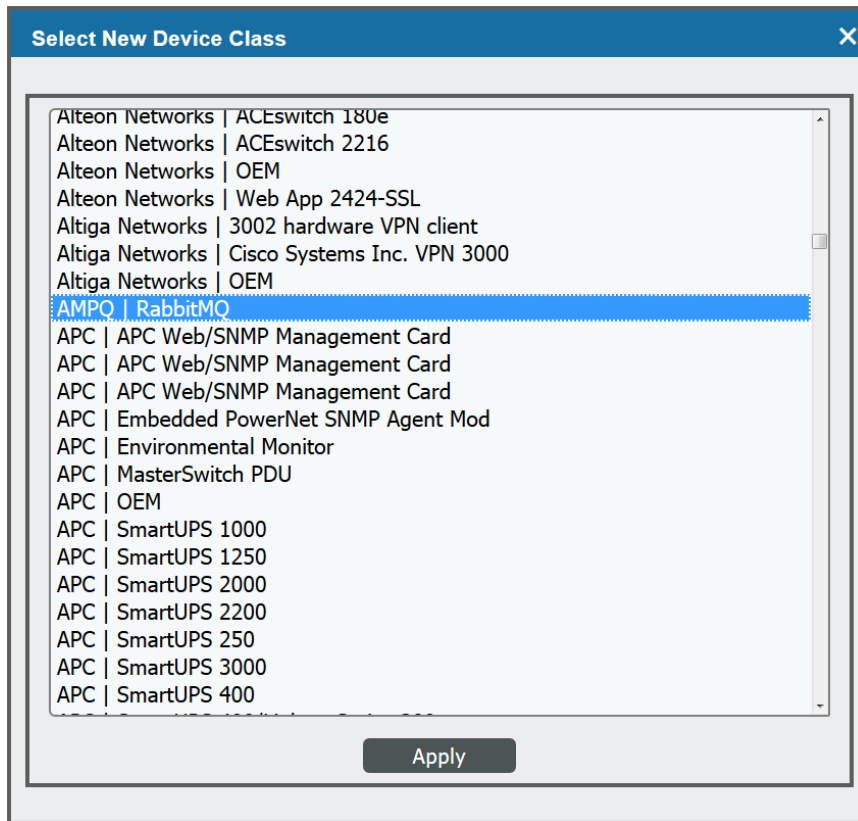 Select New Device Class
Alteon Networks | ACEswitch 180e
Alteon Networks | ACEswitch 2216
Alteon Networks | OEM
Alteon Networks | Web App 2424-SSL
Altiga Networks | 3002 hardware VPN client
Altiga Networks | Cisco Systems Inc. VPN 3000
Altiga Networks | OEM
AMPQ | RabbitMQ
APC | APC Web/SNMP Management Card
APC | APC Web/SNMP Management Card
APC | APC Web/SNMP Management Card
APC | Embedded PowerNet SNMP Agent Mod
APC | Environmental Monitor
APC | MasterSwitch PDU
APC | OEM
APC | SmartUPS 1000
APC | SmartUPS 1250
APC | SmartUPS 2000
APC | SmartUPS 2200
APC | SmartUPS 250
APC | SmartUPS 3000
APC | SmartUPS 400
Apply